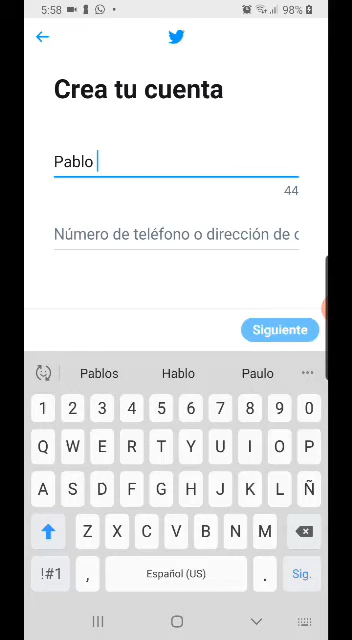 5:58 98%
Crea tu cuenta
Pablo
44
Número de teléfono o dirección de c
Siguiente
Pablos Hablo Paulo ...
1 2 3 4 5 6 7 8 9 0
Q W E R T Y U I O P
A S D F G H J K L Ñ
Z X C V B N M
!#1 , Español (US) . Sig.